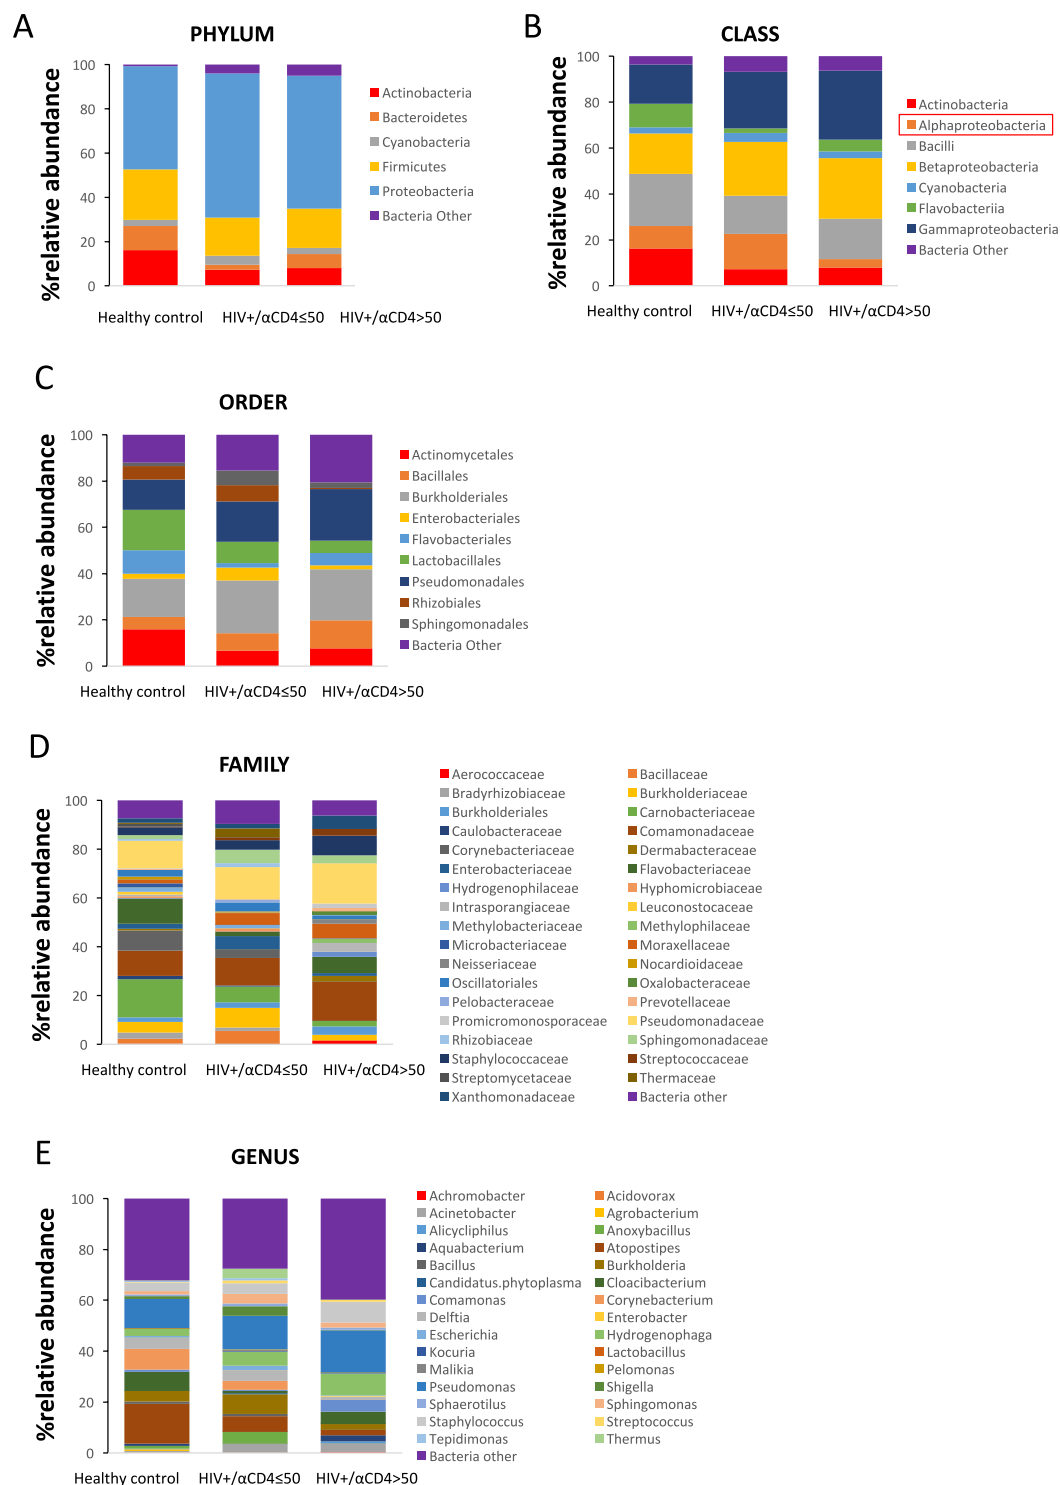 A
PHYLUM
%relative abundance
100
80
60
40
20
0
Healthy control
HIV+/αCD4≤50
HIV+/αCD4>50
Actinobacteria
Bacteroidetes
Cyanobacteria
Firmicutes
Proteobacteria
Bacteria Other
B
CLASS
%relative abundance
100
80
60
40
20
0
Healthy control
HIV+/αCD4≤50
HIV+/αCD4>50
Actinobacteria
Alphaproteobacteria
Bacilli
Betaproteobacteria
Cyanobacteria
Flavobacteriia
Gammaproteobacteria
Bacteria Other
C
ORDER
%relative abundance
100
80
60
40
20
0
Healthy control
HIV+/αCD4≤50
HIV+/αCD4>50
Actinomycetales
Bacillales
Burkholderiales
Enterobacteriales
Flavobacteriales
Lactobacillales
Pseudomonadales
Rhizobiales
Sphingomonadales
Bacteria Other
D
FAMILY
%relative abundance
100
80
60
40
20
0
Healthy control
HIV+/αCD4≤50
HIV+/αCD4>50
Aerococcaceae Bacillaceae
Bradyrhizobiaceae Burkholderiaceae
Burkholderiales Carnobacteriaceae
Caulobacteraceae Comamonadaceae
Corynebacteriaceae Dermabacteraceae
Enterobacteriaceae Flavobacteriaceae
Hydrogenophilaceae Hyphomicrobiaceae
Intrasporangiaceae Leuconostocaceae
Methylobacteriaceae Methylophilaceae
Microbacteriaceae Moraxellaceae
Neisseriaceae Nocardioidaceae
Oscillatoriales Oxalobacteraceae
Pelobacteraceae Prevotellaceae
Promicromonosporaceae Pseudomonadaceae
Rhizobiaceae Sphingomonadaceae
Staphylococcaceae Streptococcaceae
Streptomycetaceae Thermaceae
Xanthomonadaceae Bacteria other
E
GENUS
%relative abundance
100
80
60
40
20
0
Healthy control
HIV+/αCD4≤50
HIV+/αCD4>50
Achromobacter Acidovorax
Acinetobacter Agrobacterium
Alicycliphilus Anoxybacillus
Aquabacterium Atopostipes
Bacillus Burkholderia
Candidatus.phytoplasma Cloacibacterium
Comamonas Corynebacterium
Delftia Enterobacter
Escherichia Hydrogenophaga
Kocuria Lactobacillus
Malikia Pelomonas
Pseudomonas Shigella
Sphaerotilus Sphingomonas
Staphylococcus Streptococcus
Tepidimonas Thermus
Bacteria other